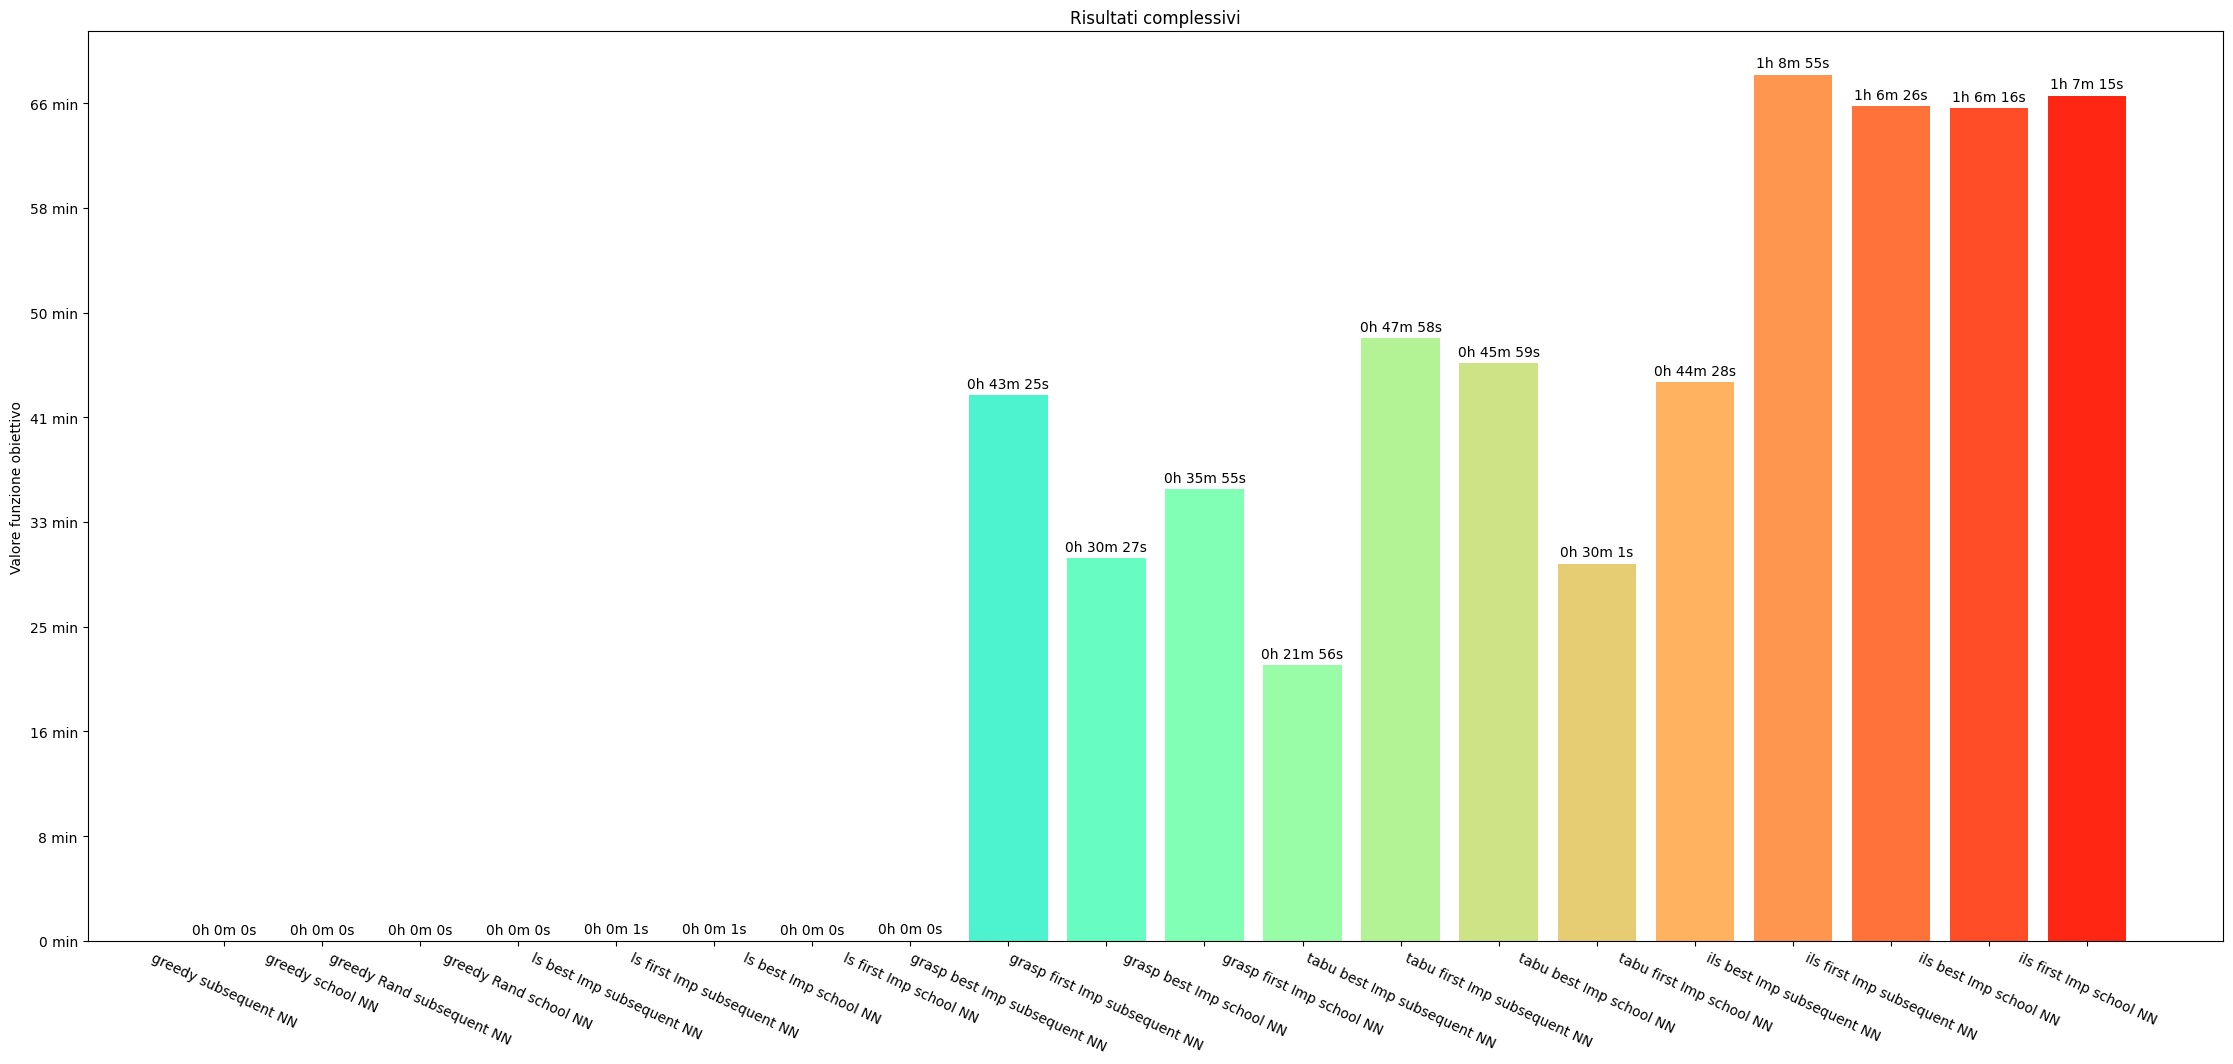 Risultati complessivi
Valore funzione obiettivo
66 min
58 min
50 min
41 min
33 min
25 min
16 min
8 min
0 min
0h 0m 0s
0h 0m 0s
0h 0m 0s
0h 0m 0s
0h 0m 1s
0h 0m 1s
0h 0m 0s
0h 0m 0s
0h 43m 25s
0h 30m 27s
0h 35m 55s
0h 21m 56s
0h 47m 58s
0h 45m 59s
0h 30m 1s
0h 44m 28s
1h 8m 55s
1h 6m 26s
1h 6m 16s
1h 7m 15s
greedy subsequent NN
greedy school NN
greedy Rand subsequent NN
greedy Rand school NN
ls best Imp subsequent NN
ls first Imp subsequent NN
ls best Imp school NN
ls first Imp school NN
grasp best Imp subsequent NN
grasp first Imp subsequent NN
grasp best Imp school NN
grasp first Imp school NN
tabu best Imp subsequent NN
tabu first Imp subsequent NN
tabu best Imp school NN
tabu first Imp school NN
ils best Imp subsequent NN
ils first Imp subsequent NN
ils best Imp school NN
ils first Imp school NN